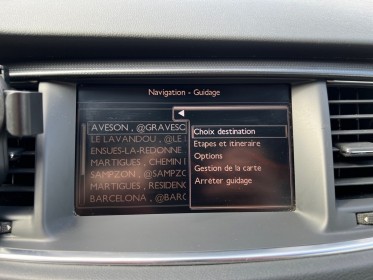 Navigation - Guidage
AVESON , @GRAVESO
LE LAVANDOU , @LE
ENSUES-LA-REDONNE
MARTIGUES , CHEMIN
SAMPZON , @SAMPZO
MARTIGUES , RESIDENC
BARCELONA , @BARC
Choix destination
Etapes et itineraire
Options
Gestion de la carte
Arrêter guidage